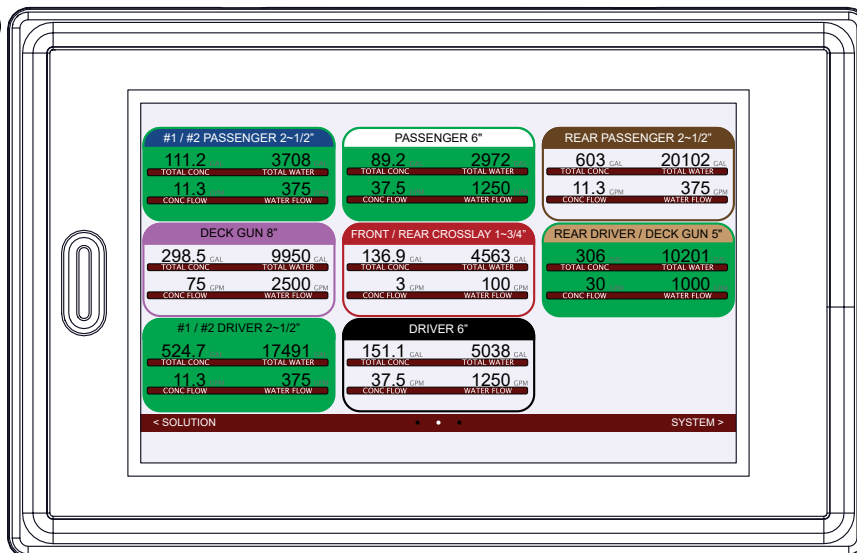 #1 / #2 PASSENGER 2~1/2"
111.2 GAL 3708 GAL
TOTAL CONC TOTAL WATER
11.3 GPM 375 GPM
CONC FLOW WATER FLOW
PASSENGER 6"
89.2 GAL 2972 GAL
TOTAL CONC TOTAL WATER
37.5 GPM 1250 GPM
CONC FLOW WATER FLOW
REAR PASSENGER 2~1/2"
603 GAL 20102 GAL
TOTAL CONC TOTAL WATER
11.3 GPM 375 GPM
CONC FLOW WATER FLOW
DECK GUN 8"
298.5 GAL 9950 GAL
TOTAL CONC TOTAL WATER
75 GPM 2500 GPM
CONC FLOW WATER FLOW
FRONT / REAR CROSSLAY 1~3/4"
136.9 GAL 4563 GAL
TOTAL CONC TOTAL WATER
3 GPM 100 GPM
CONC FLOW WATER FLOW
REAR DRIVER / DECK GUN 5"
306 10201
TOTAL CONC TOTAL WATER
30 1000
CONC FLOW WATER FLOW
#1 / #2 DRIVER 2~1/2"
524.7 17491
TOTAL CONC TOTAL WATER
11.3 375
CONC FLOW WATER FLOW
DRIVER 6"
151.1 GAL 5038 GAL
TOTAL CONC TOTAL WATER
37.5 GPM 1250 GPM
CONC FLOW WATER FLOW
< SOLUTION SYSTEM >